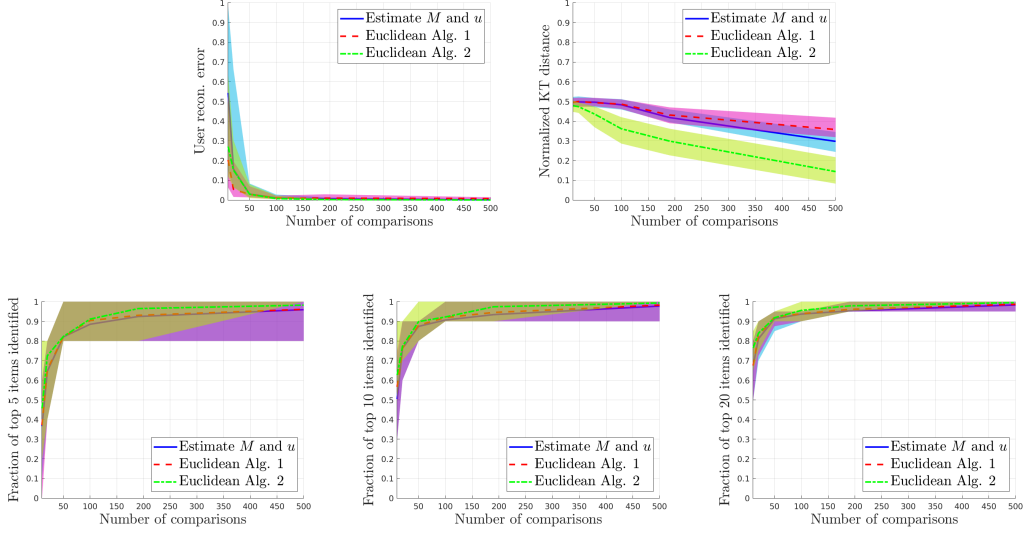 User recon. error
1
0.9
0.8
0.7
0.6
0.5
0.4
0.3
0.2
0.1
0
50 100 150 200 250 300 350 400 450 500
Number of comparisons
Estimate M and u
Euclidean Alg. 1
Euclidean Alg. 2
Normalized KT distance
1
0.9
0.8
0.7
0.6
0.5
0.4
0.3
0.2
0.1
0
50 100 150 200 250 300 350 400 450 500
Number of comparisons
Estimate M and u
Euclidean Alg. 1
Euclidean Alg. 2
Fraction of top 5 items identified
1
0.9
0.8
0.7
0.6
0.5
0.4
0.3
0.2
0.1
0
50 100 150 200 250 300 350 400 450 500
Number of comparisons
Estimate M and u
Euclidean Alg. 1
Euclidean Alg. 2
Fraction of top 10 items identified
1
0.9
0.8
0.7
0.6
0.5
0.4
0.3
0.2
0.1
0
50 100 150 200 250 300 350 400 450 500
Number of comparisons
Estimate M and u
Euclidean Alg. 1
Euclidean Alg. 2
Fraction of top 20 items identified
1
0.9
0.8
0.7
0.6
0.5
0.4
0.3
0.2
0.1
0
50 100 150 200 250 300 350 400 450 500
Number of comparisons
Estimate M and u
Euclidean Alg. 1
Euclidean Alg. 2